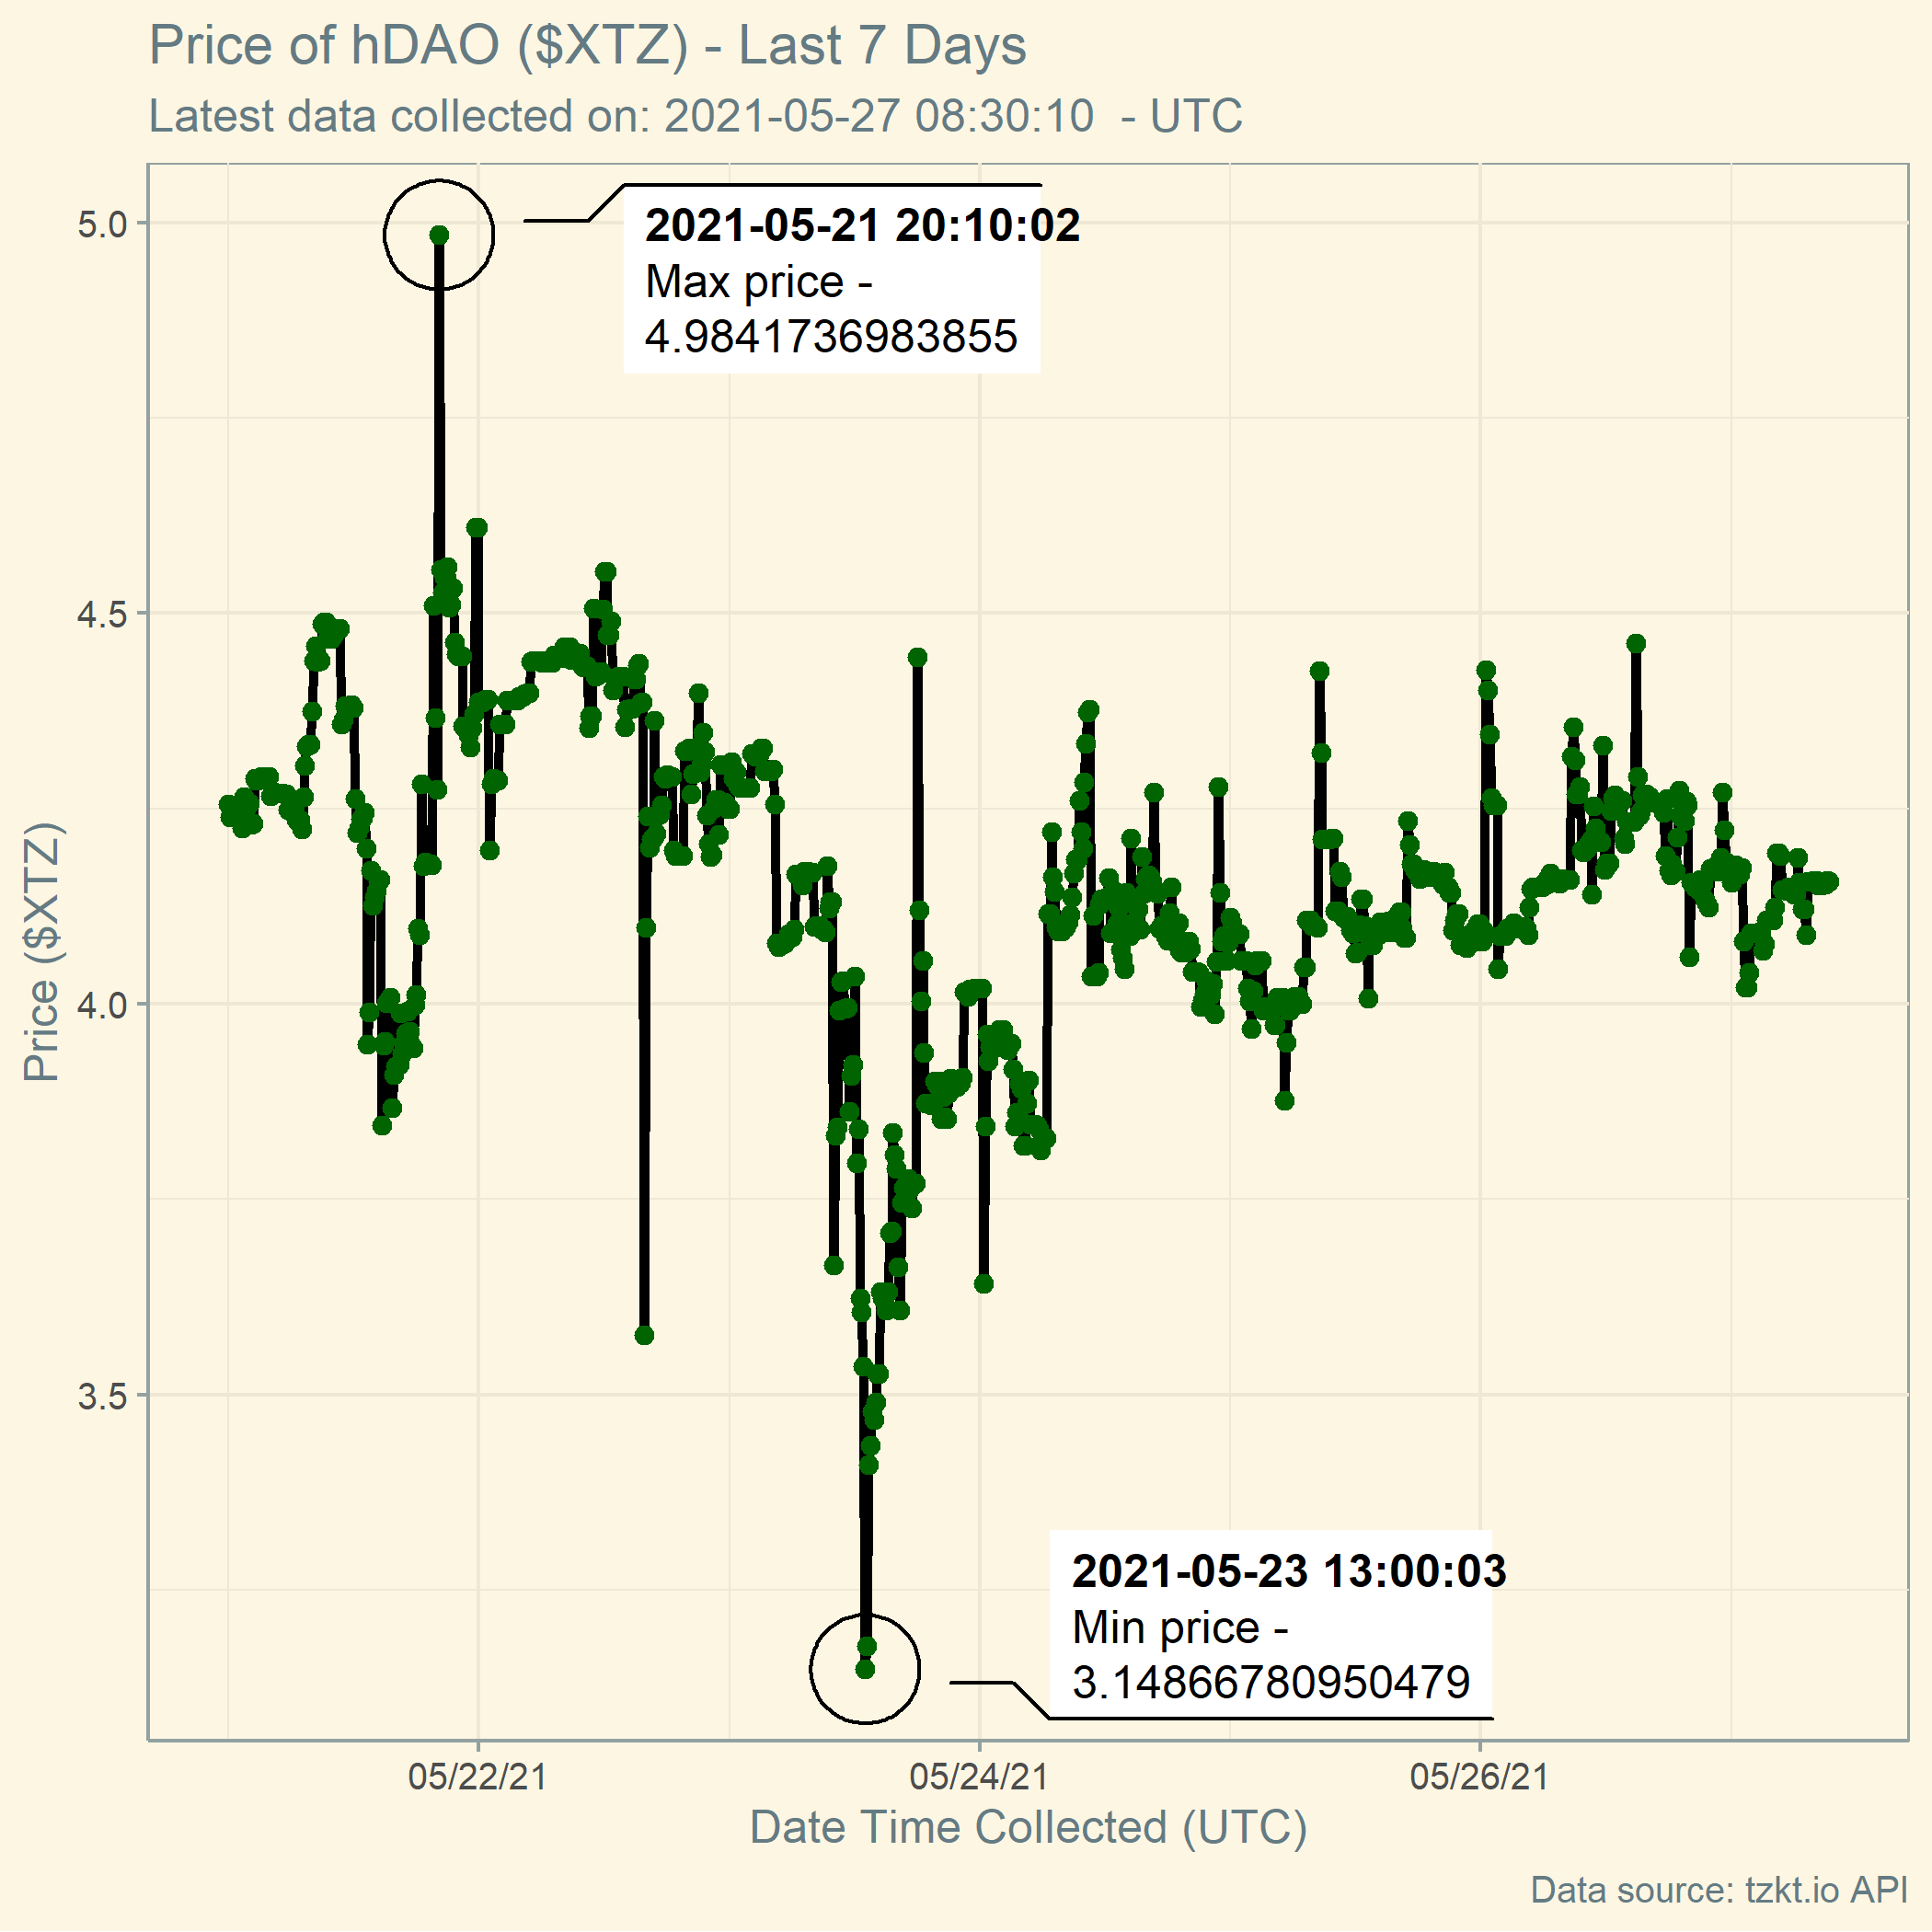 Price of hDAO ($XTZ) - Last 7 Days
Latest data collected on: 2021-05-27 08:30:10  - UTC
5.0
4.5
4.0
3.5
Price ($XTZ)
2021-05-21 20:10:02
Max price -
4.9841736983855
2021-05-23 13:00:03
Min price -
3.14866780950479
05/22/21
05/24/21
05/26/21
Date Time Collected (UTC)
Data source: tzkt.io API